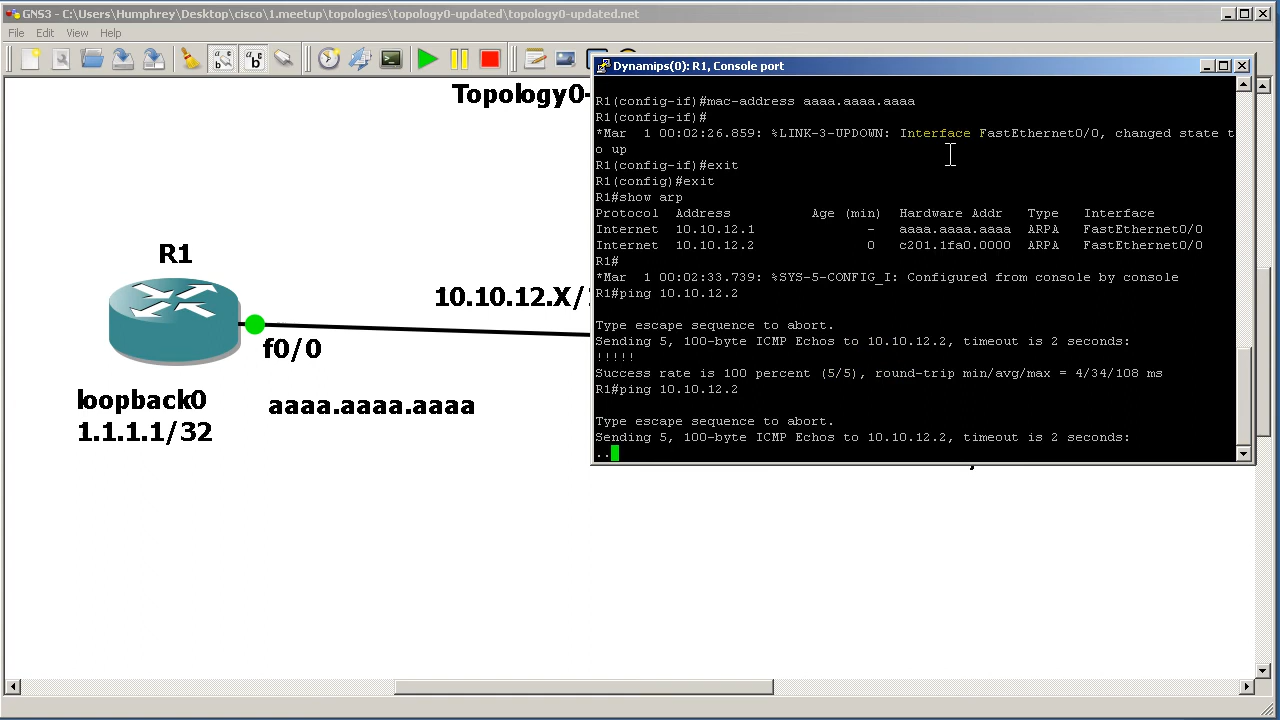 GNS3 - C:\Users\Humphrey\Desktop\cisco\1.meetup\topologies\topology0-updated\topology0-updated.net
File Edit View Help
Topology0-
Dynamips(0): R1, Console port
R1(config-if)#mac-address aaaa.aaaa.aaaa
R1(config-if)#
*Mar  1 00:02:26.859: %LINK-3-UPDOWN: Interface FastEthernet0/0, changed state t
o up
R1(config-if)#exit
R1(config)#exit
R1#show arp
Protocol  Address          Age (min)  Hardware Addr   Type   Interface
Internet  10.10.12.1              -   aaaa.aaaa.aaaa  ARPA   FastEthernet0/0
Internet  10.10.12.2              0   c201.1fa0.0000  ARPA   FastEthernet0/0
R1#
*Mar  1 00:02:33.739: %SYS-5-CONFIG_I: Configured from console by console
R1#ping 10.10.12.2
Type escape sequence to abort.
Sending 5, 100-byte ICMP Echos to 10.10.12.2, timeout is 2 seconds:
!!!!!
Success rate is 100 percent (5/5), round-trip min/avg/max = 4/34/108 ms
R1#ping 10.10.12.2
Type escape sequence to abort.
Sending 5, 100-byte ICMP Echos to 10.10.12.2, timeout is 2 seconds:
..
R1
10.10.12.X/
f0/0
loopback0
1.1.1.1/32
aaaa.aaaa.aaaa